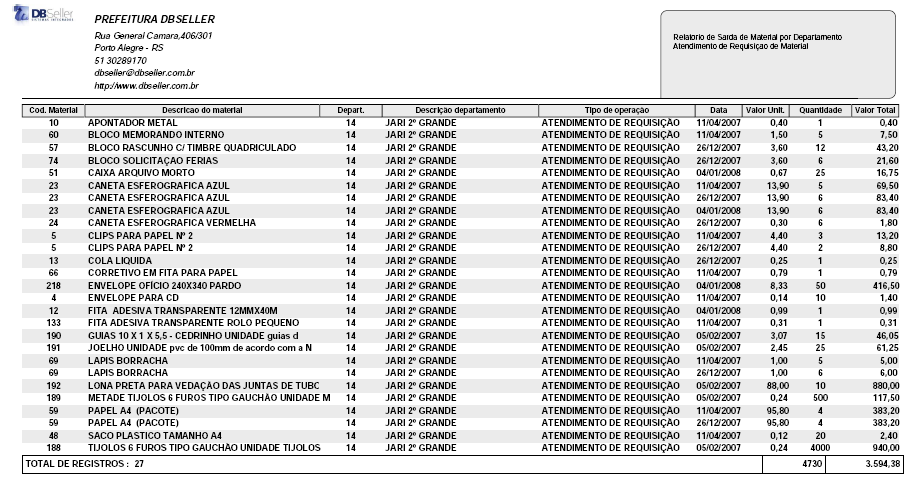 DBSeller
PREFEITURA DBSELLER
Rua General Camara,406/301
Porto Alegre - RS
51 30289170
dbseller@dbseller.com.br
http://www.dbseller.com.br
Relatório de Saída de Material por Departamento
Atendimento de Requisiçao de Material
Cod. Material Descricao do material Depart. Descrição departamento Tipo de operação Data Valor Unit. Quantidade Valor Total
10 APONTADOR METAL 14 JARI 2º GRANDE ATENDIMENTO DE REQUISIÇÃO 11/04/2007 0,40 1 0,40
60 BLOCO MEMORANDO INTERNO 14 JARI 2º GRANDE ATENDIMENTO DE REQUISIÇÃO 11/04/2007 1,50 5 7,50
57 BLOCO RASCUNHO C/ TIMBRE QUADRICULADO 14 JARI 2º GRANDE ATENDIMENTO DE REQUISIÇÃO 26/12/2007 3,60 12 43,20
74 BLOCO SOLICITAÇAO FERIAS 14 JARI 2º GRANDE ATENDIMENTO DE REQUISIÇÃO 26/12/2007 3,60 6 21,60
51 CAIXA ARQUIVO MORTO 14 JARI 2º GRANDE ATENDIMENTO DE REQUISIÇÃO 04/01/2008 0,67 25 16,75
23 CANETA ESFEROGRAFICA AZUL 14 JARI 2º GRANDE ATENDIMENTO DE REQUISIÇÃO 11/04/2007 13,90 5 69,50
23 CANETA ESFEROGRAFICA AZUL 14 JARI 2º GRANDE ATENDIMENTO DE REQUISIÇÃO 26/12/2007 13,90 6 83,40
23 CANETA ESFEROGRAFICA AZUL 14 JARI 2º GRANDE ATENDIMENTO DE REQUISIÇÃO 04/01/2008 13,90 6 83,40
24 CANETA ESFEROGRAFICA VERMELHA 14 JARI 2º GRANDE ATENDIMENTO DE REQUISIÇÃO 26/12/2007 0,30 6 1,80
5 CLIPS PARA PAPEL Nº 2 14 JARI 2º GRANDE ATENDIMENTO DE REQUISIÇÃO 11/04/2007 4,40 3 13,20
5 CLIPS PARA PAPEL Nº 2 14 JARI 2º GRANDE ATENDIMENTO DE REQUISIÇÃO 26/12/2007 4,40 2 8,80
13 COLA LIQUIDA 14 JARI 2º GRANDE ATENDIMENTO DE REQUISIÇÃO 26/12/2007 0,25 1 0,25
66 CORRETIVO EM FITA PARA PAPEL 14 JARI 2º GRANDE ATENDIMENTO DE REQUISIÇÃO 11/04/2007 0,79 1 0,79
218 ENVELOPE OFÍCIO 240X340 PARDO 14 JARI 2º GRANDE ATENDIMENTO DE REQUISIÇÃO 04/01/2008 8,33 50 416,50
4 ENVELOPE PARA CD 14 JARI 2º GRANDE ATENDIMENTO DE REQUISIÇÃO 11/04/2007 0,14 10 1,40
12 FITA ADESIVA TRANSPARENTE 12MMX40M 14 JARI 2º GRANDE ATENDIMENTO DE REQUISIÇÃO 04/01/2008 0,99 1 0,99
133 FITA ADESIVA TRANSPARENTE ROLO PEQUENO 14 JARI 2º GRANDE ATENDIMENTO DE REQUISIÇÃO 11/04/2007 0,31 1 0,31
190 GUIAS 10 X 1 X 5,5 - CEDRINHO UNIDADE guias d 14 JARI 2º GRANDE ATENDIMENTO DE REQUISIÇÃO 05/02/2007 3,07 15 46,05
191 JOELHO UNIDADE pvc de 100mm de acordo com a N 14 JARI 2º GRANDE ATENDIMENTO DE REQUISIÇÃO 05/02/2007 2,45 25 61,25
69 LAPIS BORRACHA 14 JARI 2º GRANDE ATENDIMENTO DE REQUISIÇÃO 11/04/2007 1,00 5 5,00
69 LAPIS BORRACHA 14 JARI 2º GRANDE ATENDIMENTO DE REQUISIÇÃO 26/12/2007 1,00 6 6,00
192 LONA PRETA PARA VEDAÇÃO DAS JUNTAS DE TUBC 14 JARI 2º GRANDE ATENDIMENTO DE REQUISIÇÃO 05/02/2007 88,00 10 880,00
189 METADE TIJOLOS 6 FUROS TIPO GAUCHÃO UNIDADE M 14 JARI 2º GRANDE ATENDIMENTO DE REQUISIÇÃO 05/02/2007 0,24 500 117,50
59 PAPEL A4 (PACOTE) 14 JARI 2º GRANDE ATENDIMENTO DE REQUISIÇÃO 11/04/2007 95,80 4 383,20
59 PAPEL A4 (PACOTE) 14 JARI 2º GRANDE ATENDIMENTO DE REQUISIÇÃO 26/12/2007 95,80 4 383,20
48 SACO PLASTICO TAMANHO A4 14 JARI 2º GRANDE ATENDIMENTO DE REQUISIÇÃO 11/04/2007 0,12 20 2,40
188 TIJOLOS 6 FUROS TIPO GAUCHÃO UNIDADE TIJOLOS 14 JARI 2º GRANDE ATENDIMENTO DE REQUISIÇÃO 05/02/2007 0,24 4000 940,00
TOTAL DE REGISTROS : 27 4730 3.594,38